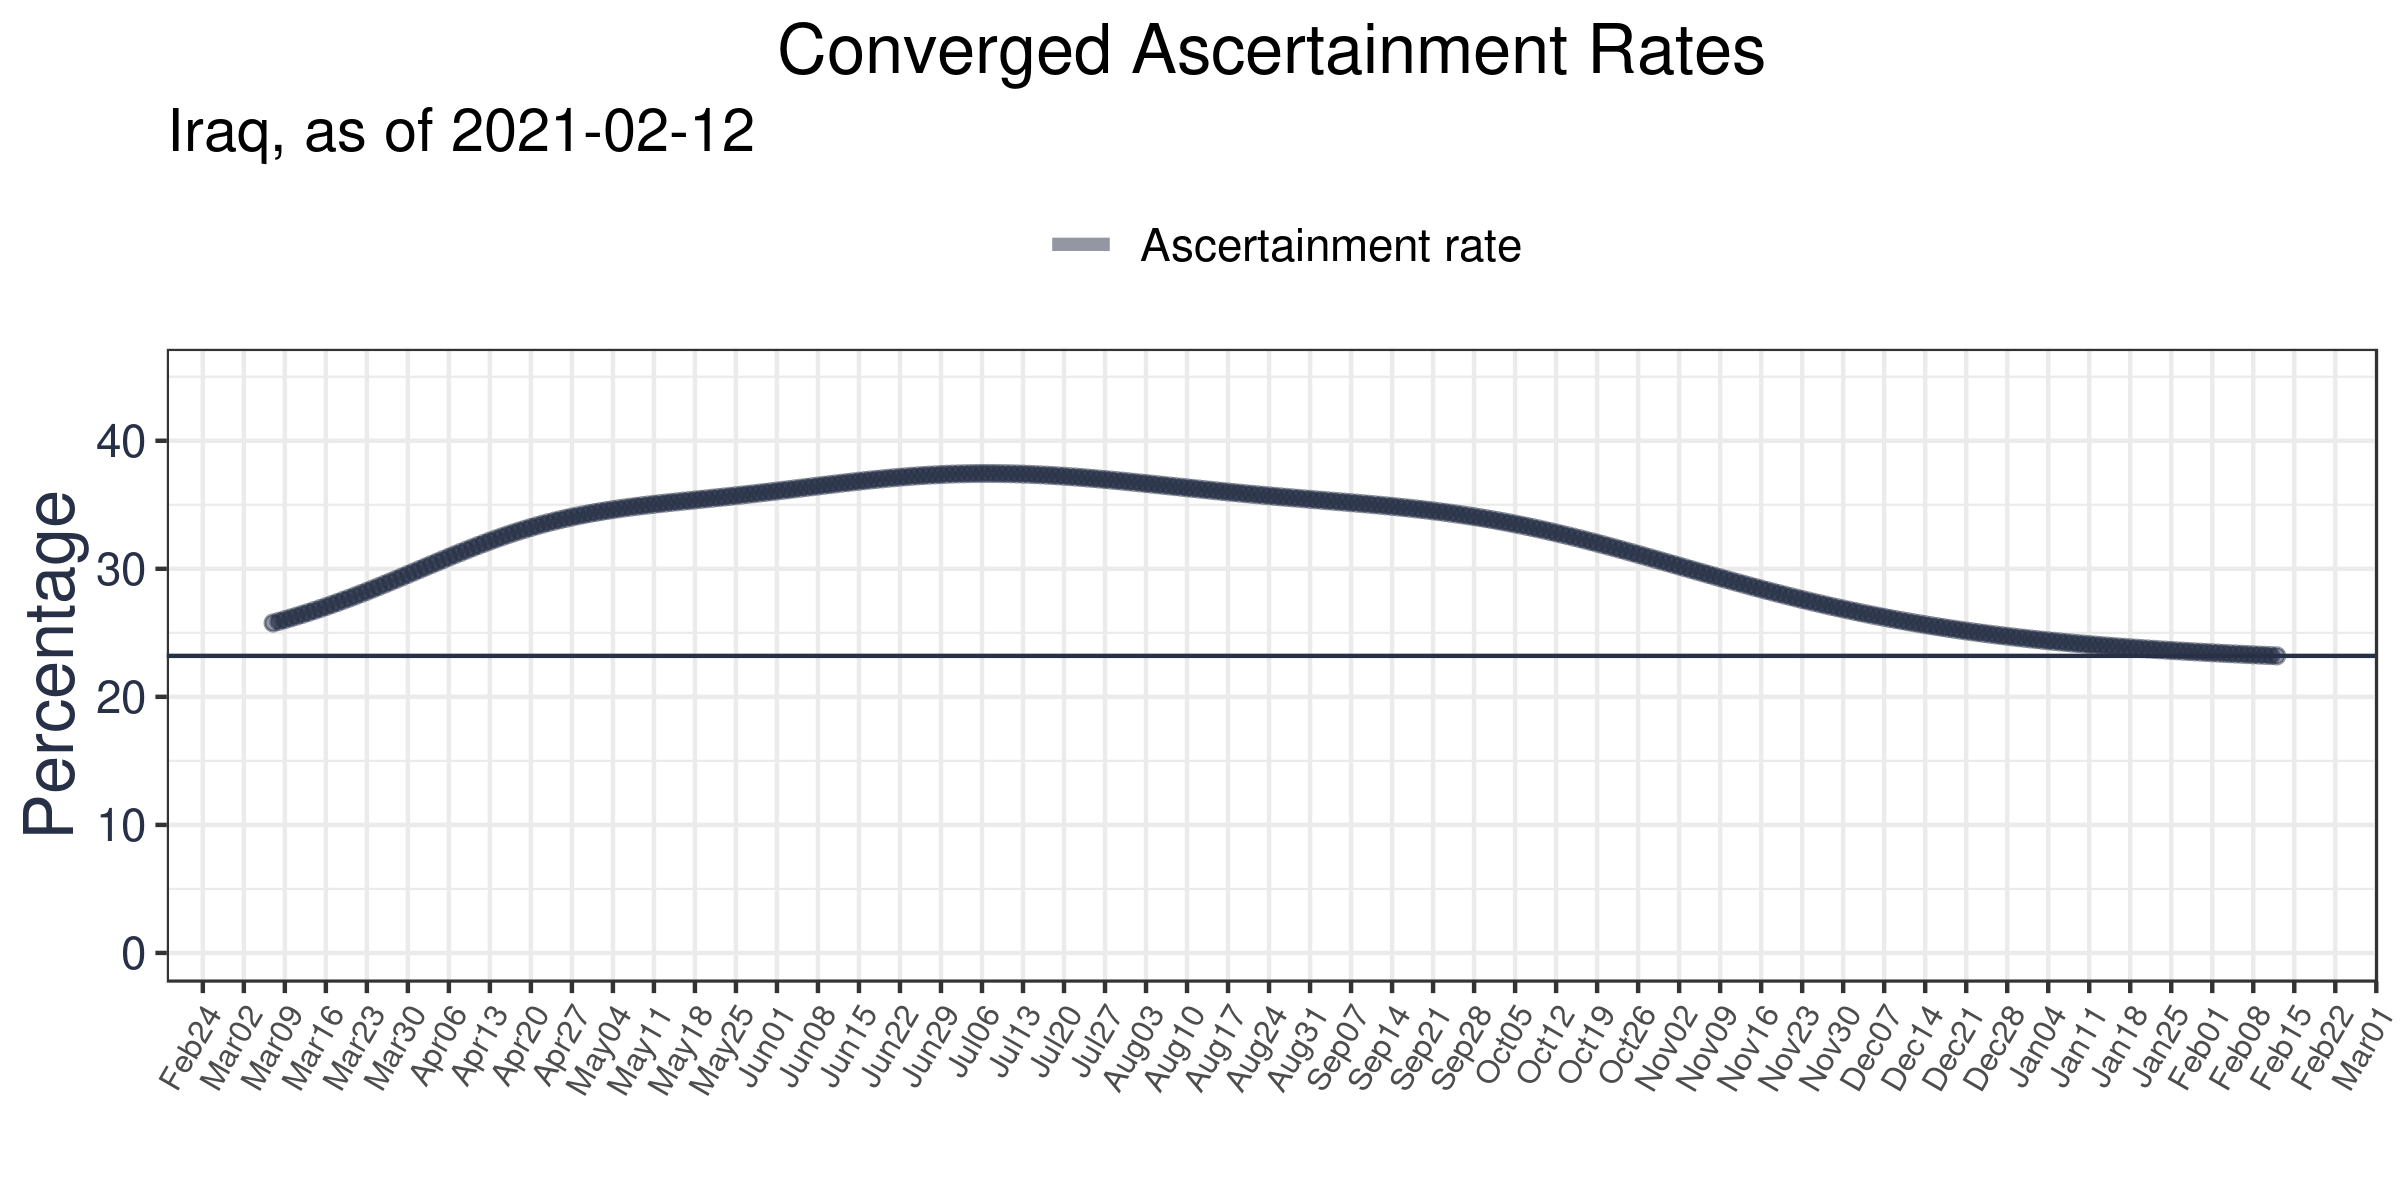 Converged Ascertainment Rates
Iraq, as of 2021-02-12
Ascertainment rate
Percentage
40
30
20
10
0
Feb24 Mar02 Mar09 Mar16 Mar23 Mar30 Apr06 Apr13 Apr20 Apr27 May04 May11 May18 May25 Jun01 Jun08 Jun15 Jun22 Jun29 Jul06 Jul13 Jul20 Jul27 Aug03 Aug10 Aug17 Aug24 Aug31 Sep07 Sep14 Sep21 Sep28 Oct05 Oct12 Oct19 Oct26 Nov02 Nov09 Nov16 Nov23 Nov30 Dec07 Dec14 Dec21 Dec28 Jan04 Jan11 Jan18 Jan25 Feb01 Feb08 Feb15 Feb22 Mar01